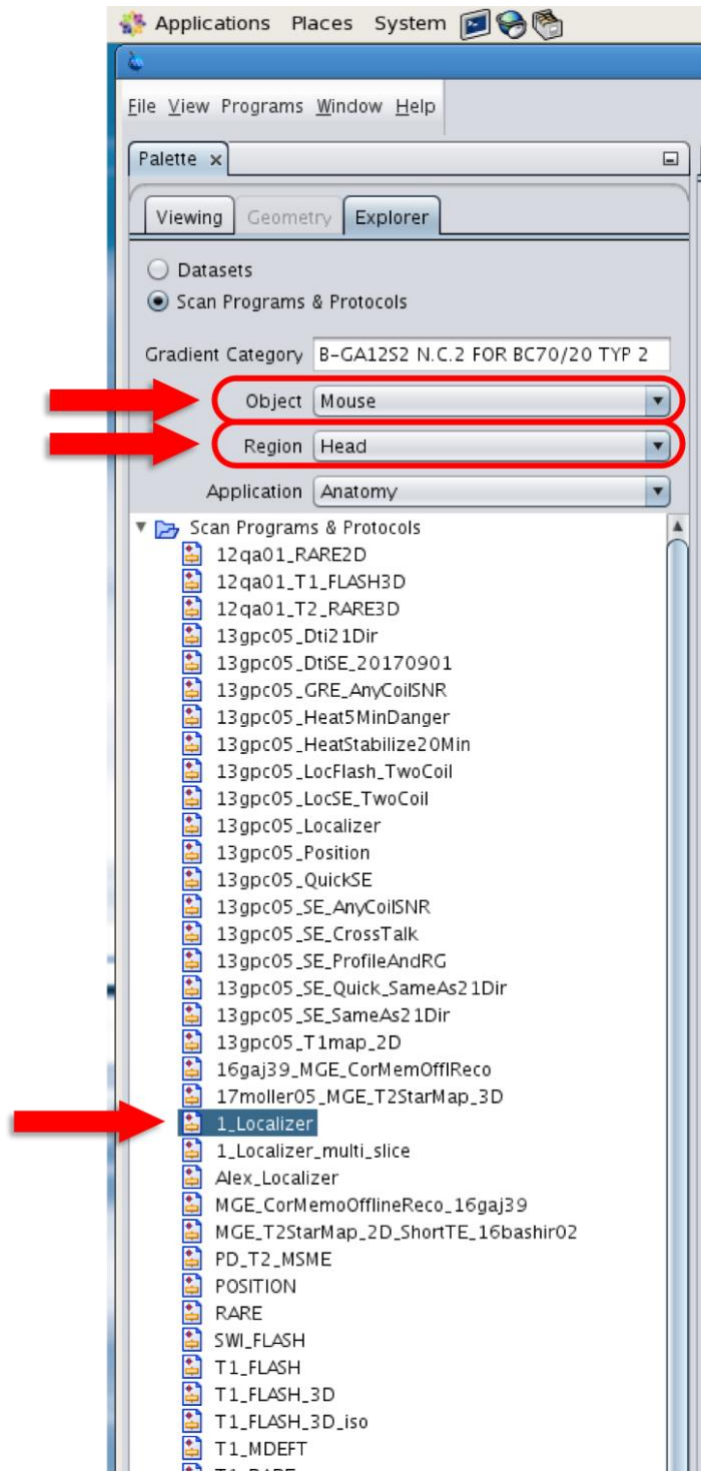 Applications Places System
File View Programs Window Help
Palette x
Viewing Geometry Explorer
Datasets
Scan Programs & Protocols
Gradient Category B-GA12S2 N.C.2 FOR BC70/20 TYP 2
Object Mouse
Region Head
Application Anatomy
Scan Programs & Protocols
12qa01_RARE2D
12qa01_T1_FLASH3D
12qa01_T2_RARE3D
13gpc05_Dti21Dir
13gpc05_DtiSE_20170901
13gpc05_GRE_AnyCoilSNR
13gpc05_Heat5MinDanger
13gpc05_HeatStabilize20Min
13gpc05_LocFlash_TwoCoil
13gpc05_LocSE_TwoCoil
13gpc05_Localizer
13gpc05_Position
13gpc05_QuickSE
13gpc05_SE_AnyCoilSNR
13gpc05_SE_CrossTalk
13gpc05_SE_ProfileAndRG
13gpc05_SE_Quick_SameAs21Dir
13gpc05_SE_SameAs21Dir
13gpc05_T1map_2D
16gaj39_MGE_CorMemOfflReco
17moller05_MGE_T2StarMap_3D
1_Localizer
1_Localizer_multi_slice
Alex_Localizer
MGE_CorMemoOfflineReco_16gaj39
MGE_T2StarMap_2D_ShortTE_16bashir02
PD_T2_MSME
POSITION
RARE
SWI_FLASH
T1_FLASH
T1_FLASH_3D
T1_FLASH_3D_iso
T1_MDEFT